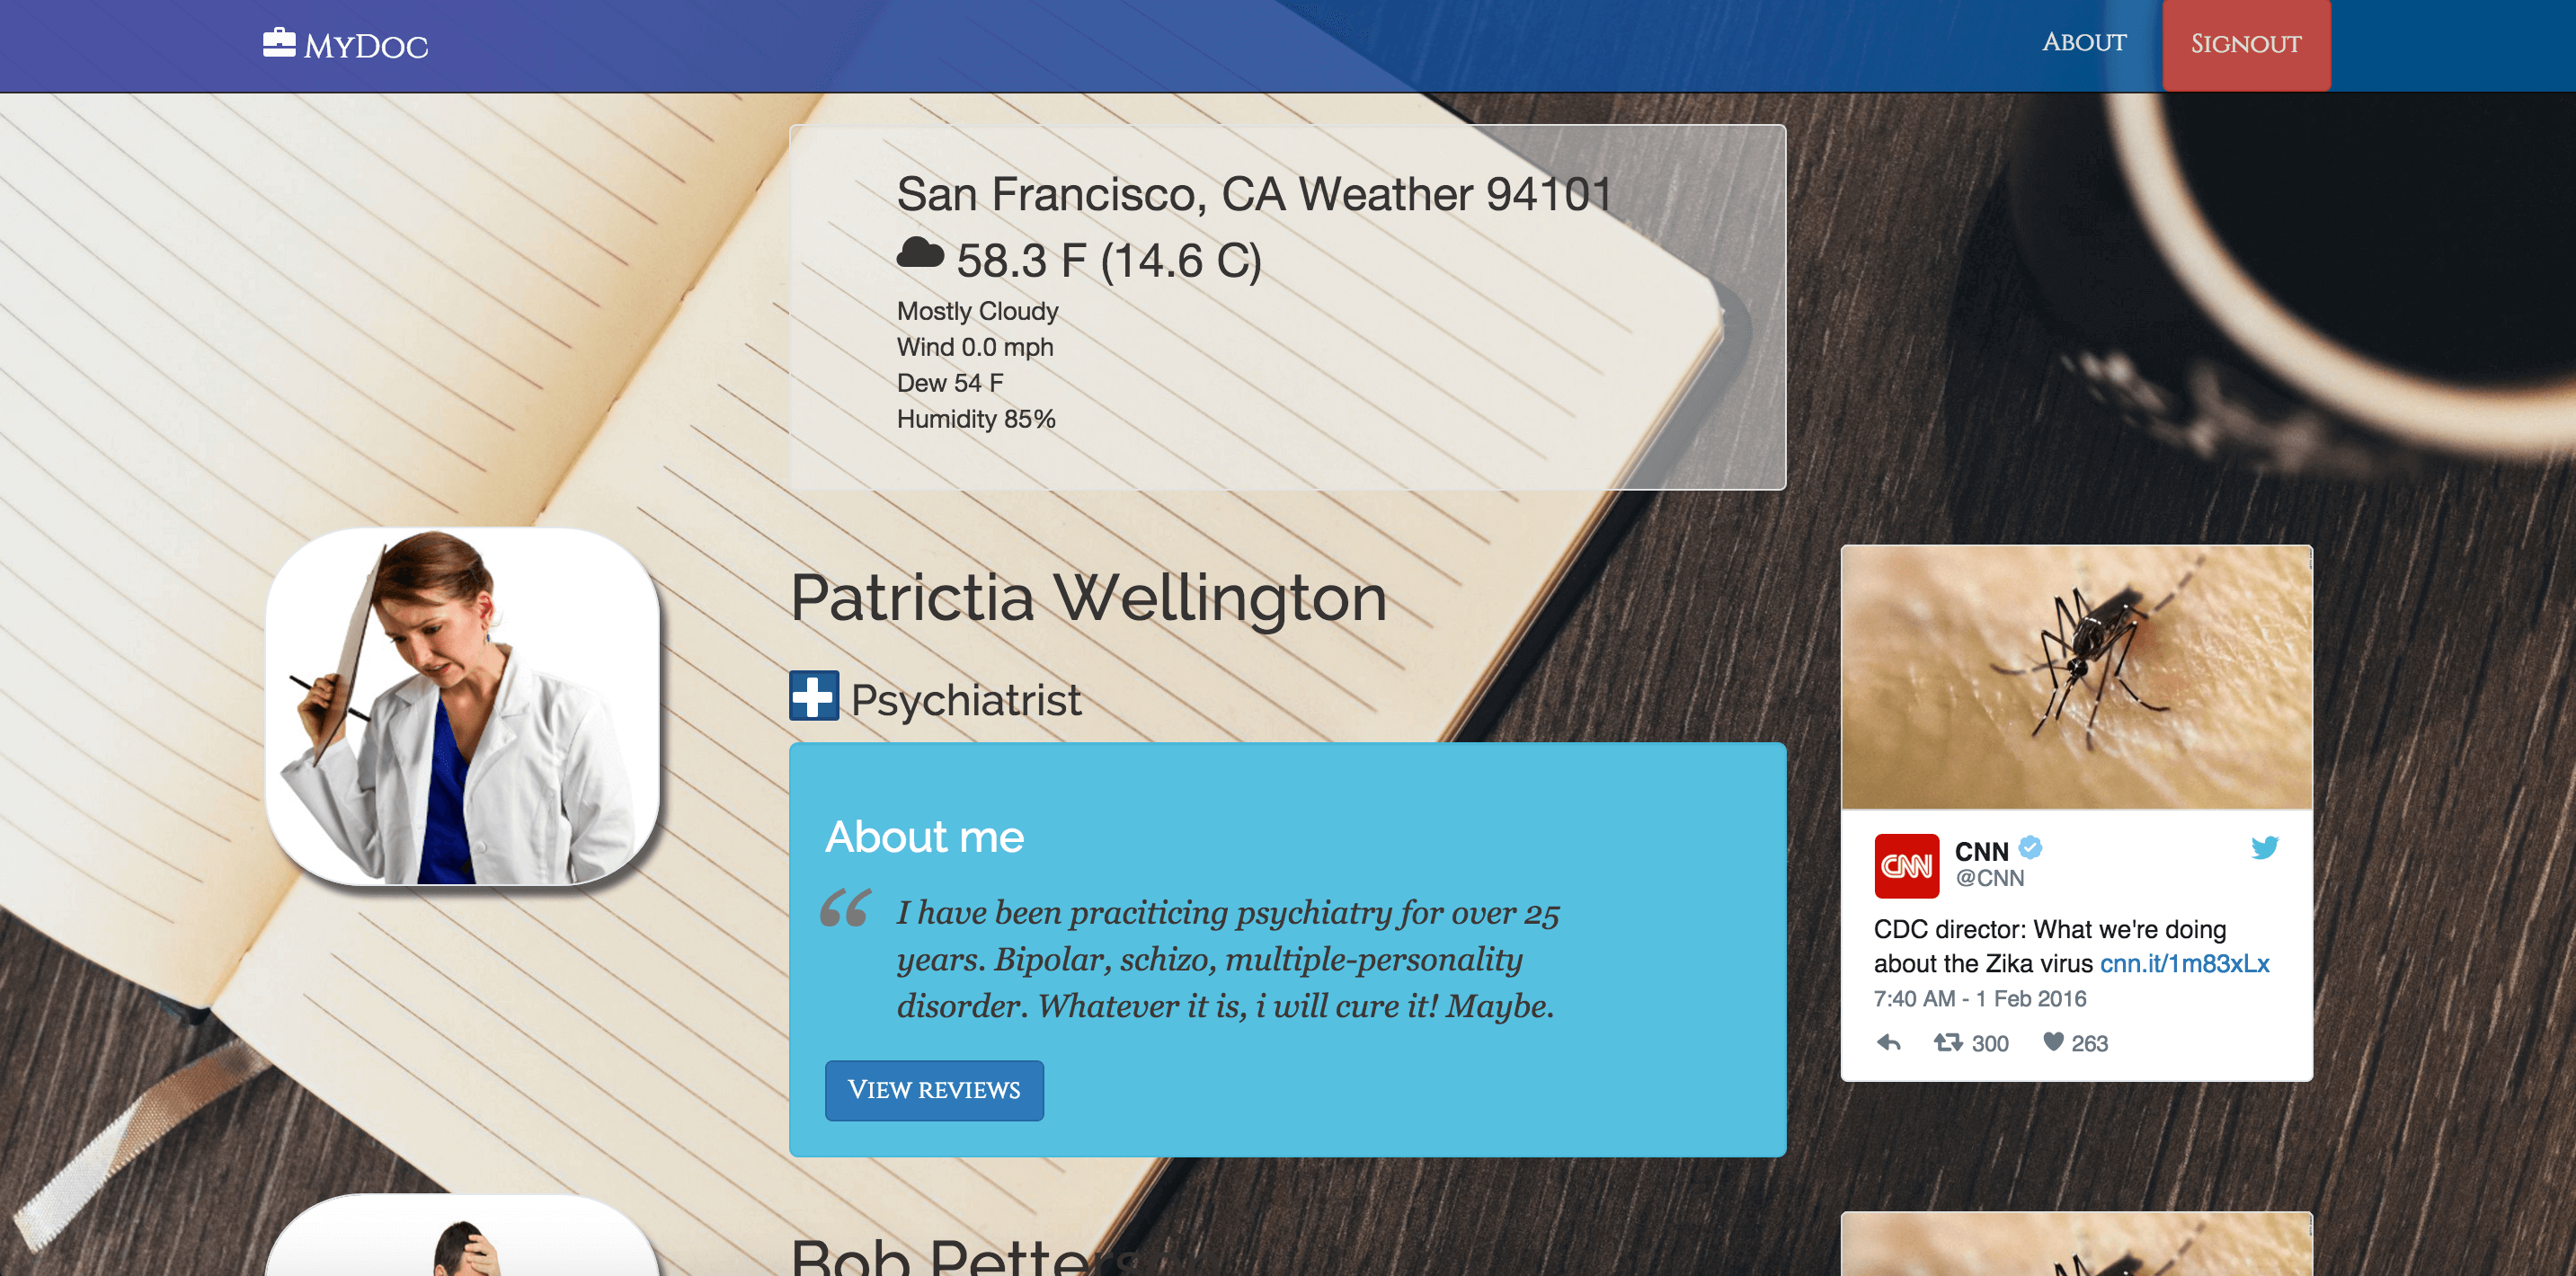 MyDoc
About
Signout
San Francisco, CA Weather 94101
58.3 F (14.6 C)
Mostly Cloudy
Wind 0.0 mph
Dew 54 F
Humidity 85%
Patrictia Wellington
Psychiatrist
About me
“ I have been praciticing psychiatry for over 25
years. Bipolar, schizo, multiple-personality
disorder. Whatever it is, i will cure it! Maybe.
View reviews
CNN
CNN
@CNN
CDC director: What we're doing
about the Zika virus cnn.it/1m83xLx
7:40 AM - 1 Feb 2016
300 263
Bob